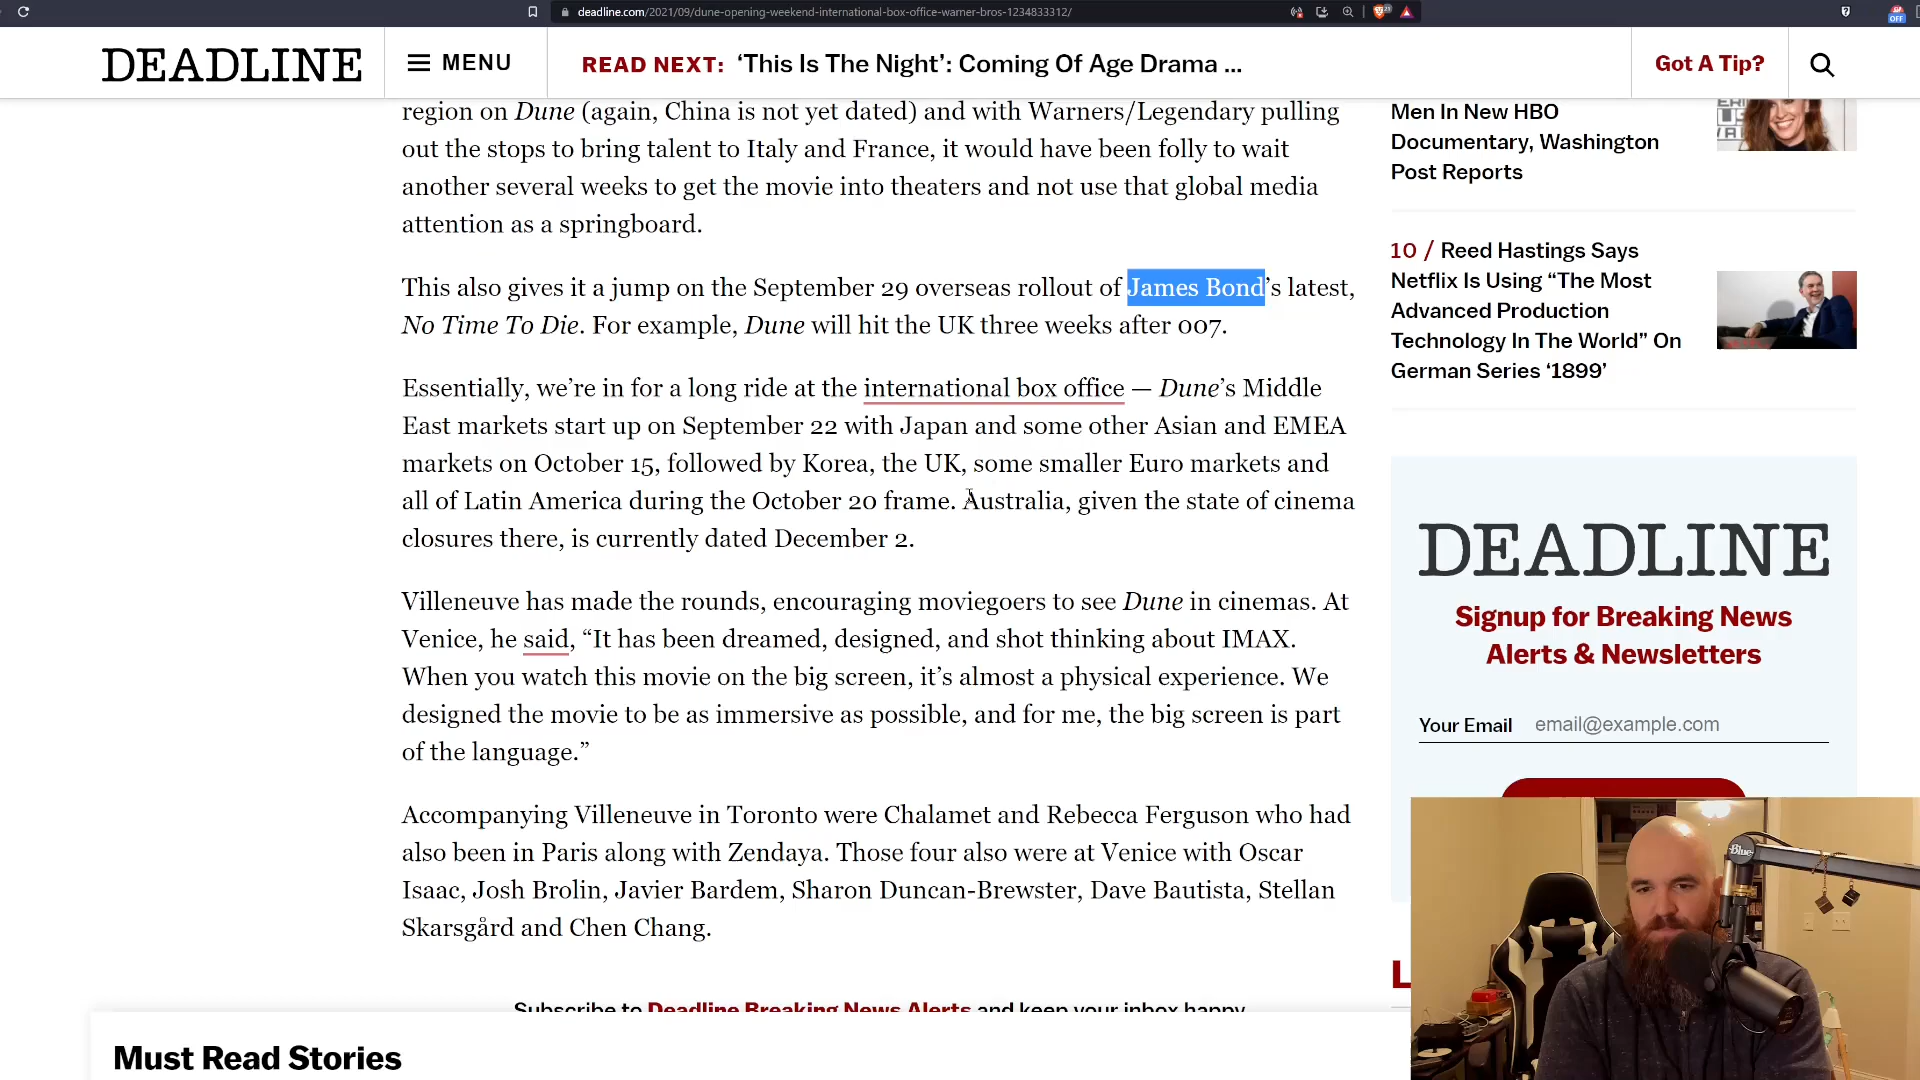 deadline.com/2021/09/dune-opening-weekend-international-box-office-warner-bros-1234833312/
OFF
DEADLINE
MENU
READ NEXT: ‘This Is The Night’: Coming Of Age Drama ...
Got A Tip?
region on Dune (again, China is not yet dated) and with Warners/Legendary pulling
out the stops to bring talent to Italy and France, it would have been folly to wait
another several weeks to get the movie into theaters and not use that global media
attention as a springboard.
This also gives it a jump on the September 29 overseas rollout of James Bond’s latest,
No Time To Die. For example, Dune will hit the UK three weeks after 007.
Essentially, we’re in for a long ride at the international box office — Dune’s Middle
East markets start up on September 22 with Japan and some other Asian and EMEA
markets on October 15, followed by Korea, the UK, some smaller Euro markets and
all of Latin America during the October 20 frame. Australia, given the state of cinema
closures there, is currently dated December 2.
Villeneuve has made the rounds, encouraging moviegoers to see Dune in cinemas. At
Venice, he said, “It has been dreamed, designed, and shot thinking about IMAX.
When you watch this movie on the big screen, it’s almost a physical experience. We
designed the movie to be as immersive as possible, and for me, the big screen is part
of the language.”
Accompanying Villeneuve in Toronto were Chalamet and Rebecca Ferguson who had
also been in Paris along with Zendaya. Those four also were at Venice with Oscar
Isaac, Josh Brolin, Javier Bardem, Sharon Duncan-Brewster, Dave Bautista, Stellan
Skarsgård and Chen Chang.
Subscribe to Deadline Breaking News Alerts and keep your inbox happy
Must Read Stories
Men In New HBO
Documentary, Washington
Post Reports
10 / Reed Hastings Says
Netflix Is Using “The Most
Advanced Production
Technology In The World” On
German Series ‘1899’
DEADLINE
Signup for Breaking News
Alerts & Newsletters
Your Email email@example.com
L
Blue